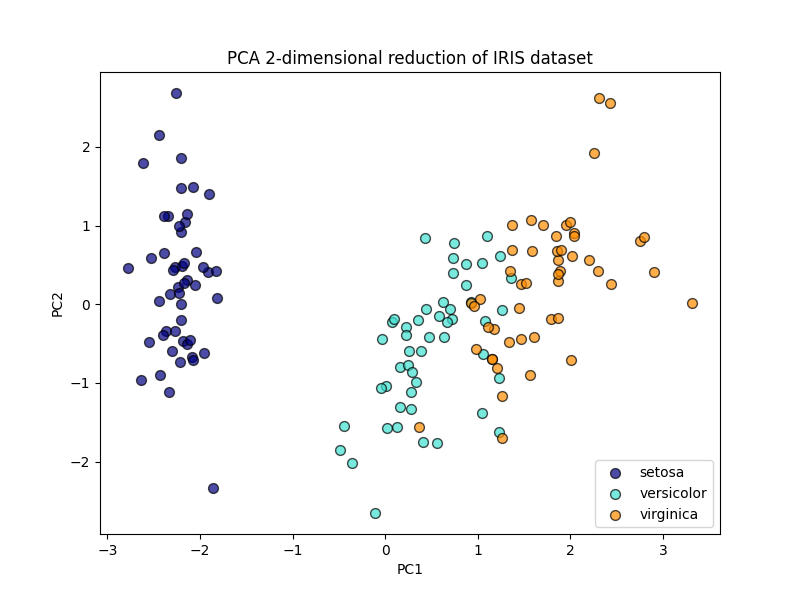 PCA 2-dimensional reduction of IRIS dataset
PC2
2
1
0
−1
−2
−3
−2
−1
0
1
2
3
PC1
setosa
versicolor
virginica